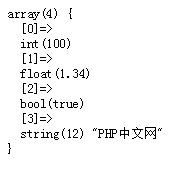 array(4) {
  [0]=>
  int(100)
  [1]=>
  float(1.34)
  [2]=>
  bool(true)
  [3]=>
  string(12) "PHP中文网"
}